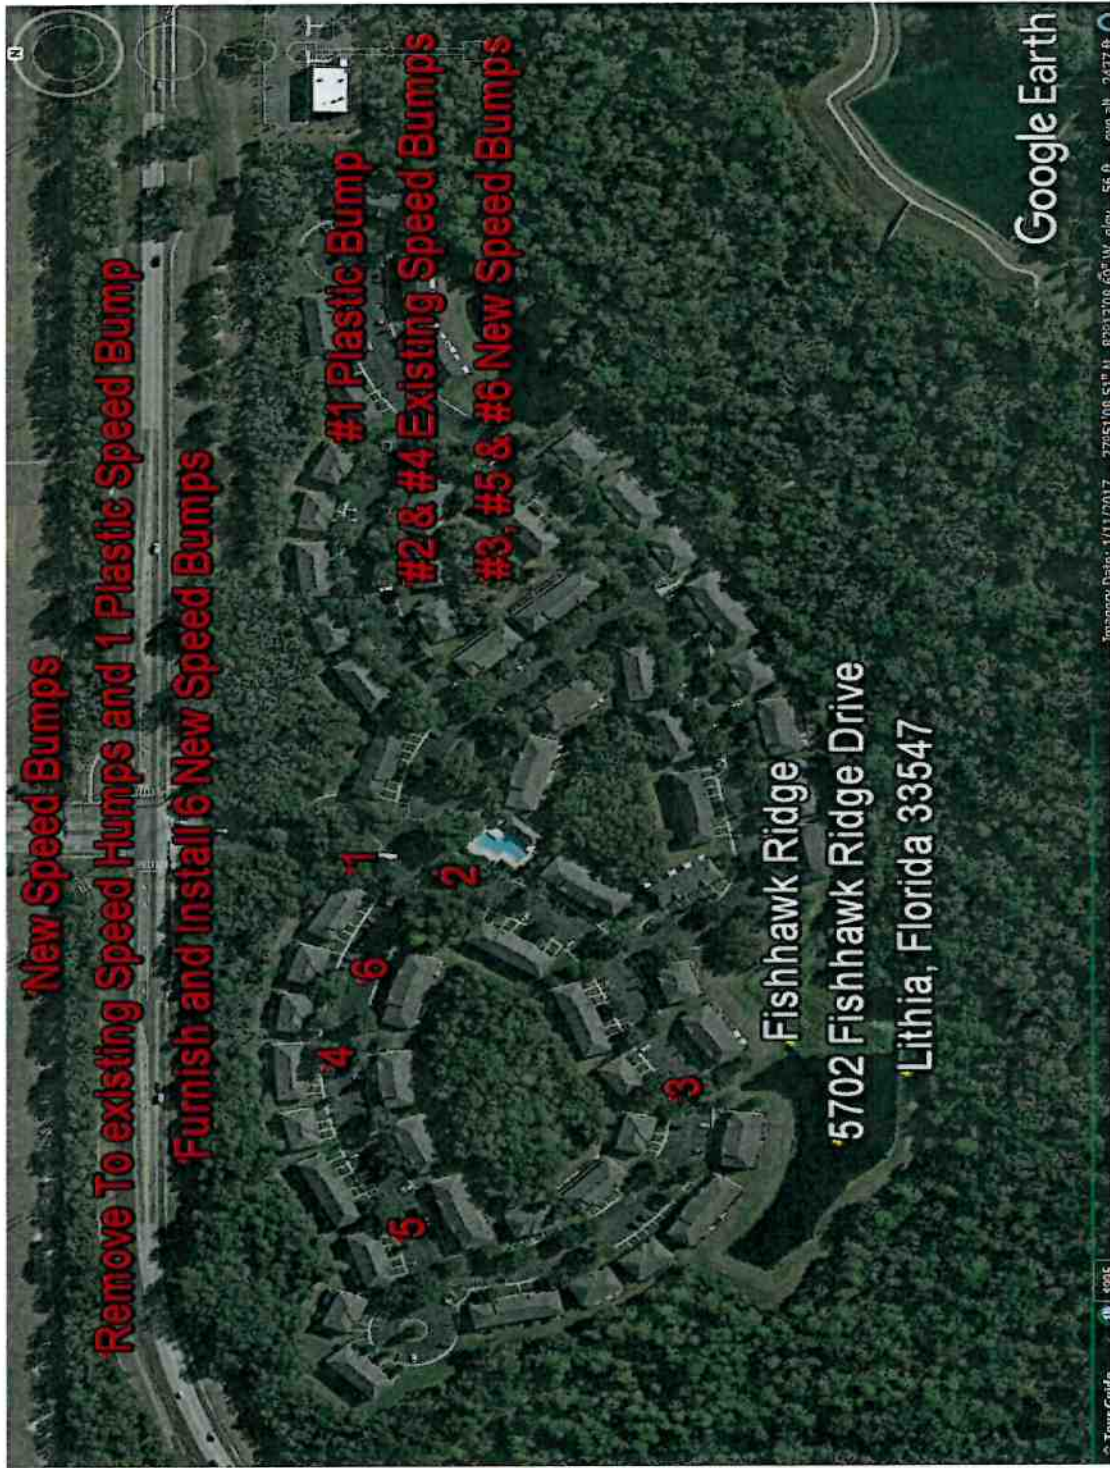 New Speed Bumps
Remove To existing Speed Humps and 1 Plastic Speed Bump
Furnish and Install 6 New Speed Bumps
#1 Plastic Bump
#2 & #4 Existing Speed Bumps
#3, #5 & #6 New Speed Bumps
N
1
2
6
4
5
3
Fishhawk Ridge
5702 Fishhawk Ridge Drive
Lithia, Florida 33547
Google Earth